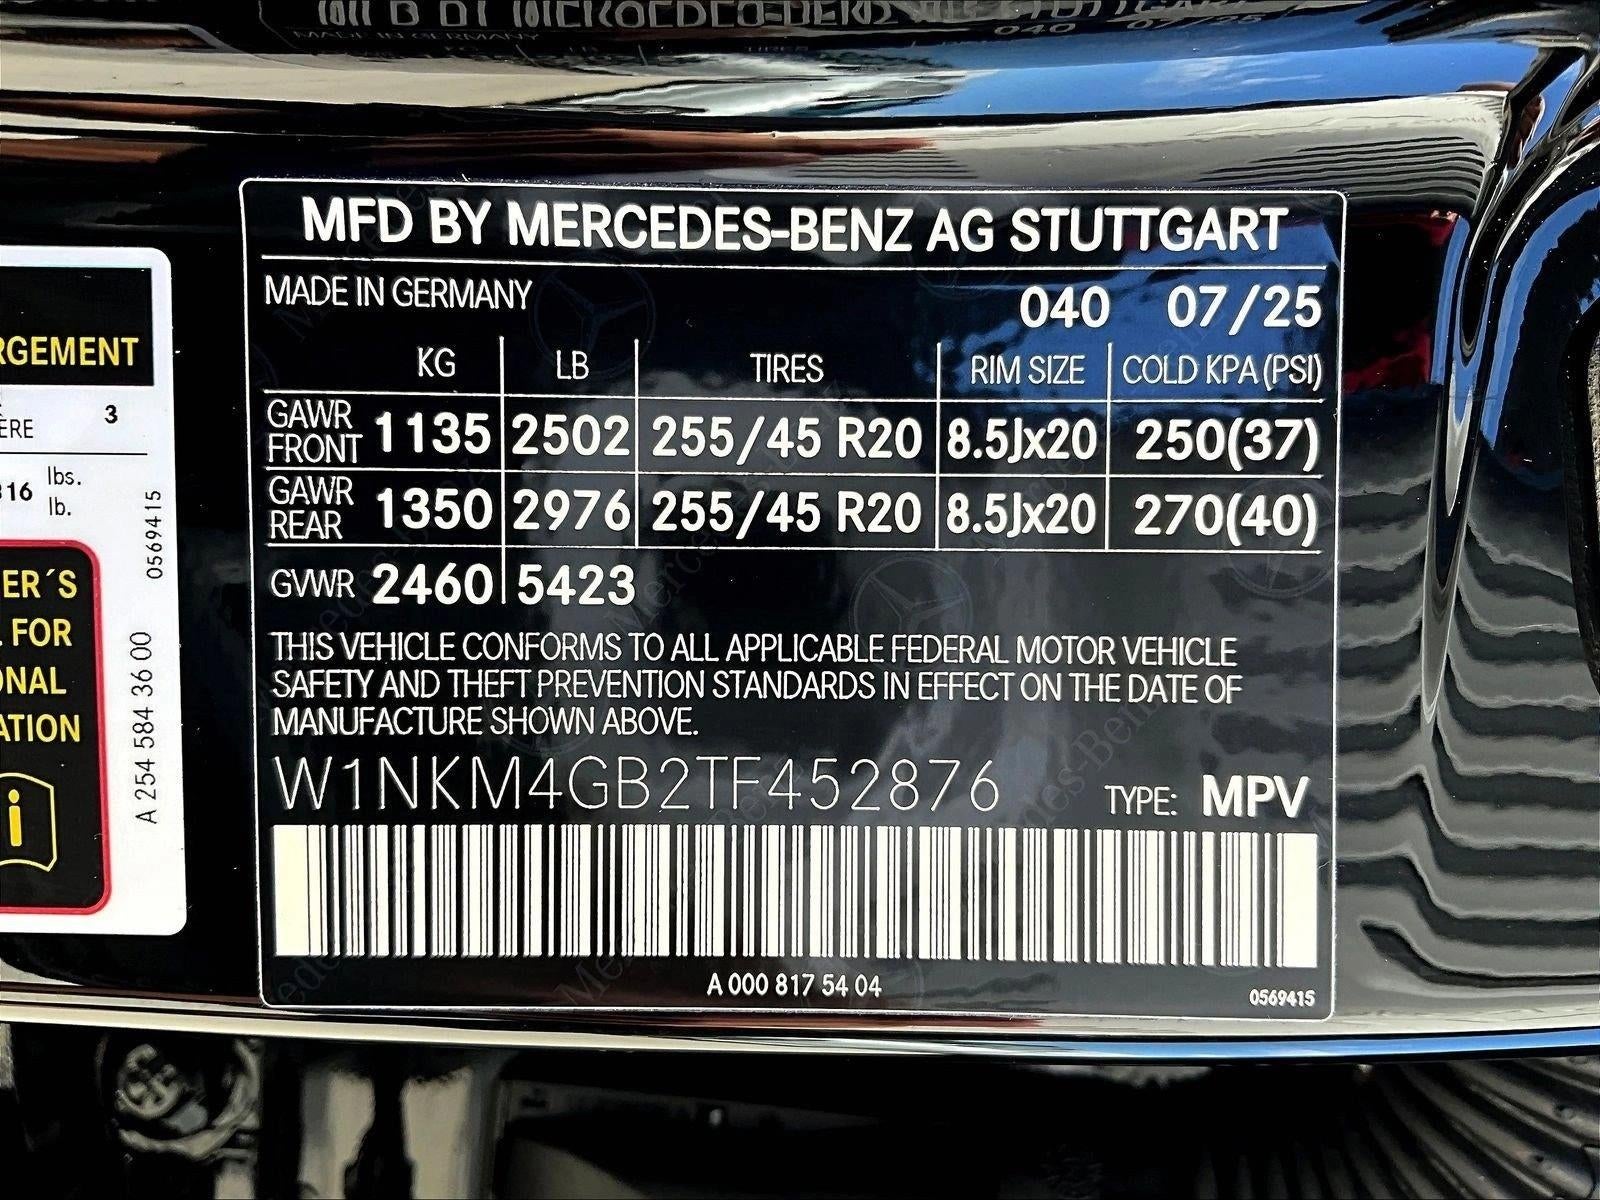 MFD BY MERCEDES-BENZ AG STUTTGART
MADE IN GERMANY 040 07/25
KG LB TIRES RIM SIZE COLD KPA(PSI)
GAWR FRONT 1135 2502 255/45 R20 8.5Jx20 250(37)
GAWR REAR 1350 2976 255/45 R20 8.5Jx20 270(40)
GVWR 2460 5423
THIS VEHICLE CONFORMS TO ALL APPLICABLE FEDERAL MOTOR VEHICLE
SAFETY AND THEFT PREVENTION STANDARDS IN EFFECT ON THE DATE OF
MANUFACTURE SHOWN ABOVE.
W1NKM4GB2TF452876 TYPE: MPV
A 000 817 54 04
0569415
RGEMENT
ERE 3
16 lbs.
lb.
0569415
ER´S
FOR
ONAL
ATION
i
A 254 584 36 00